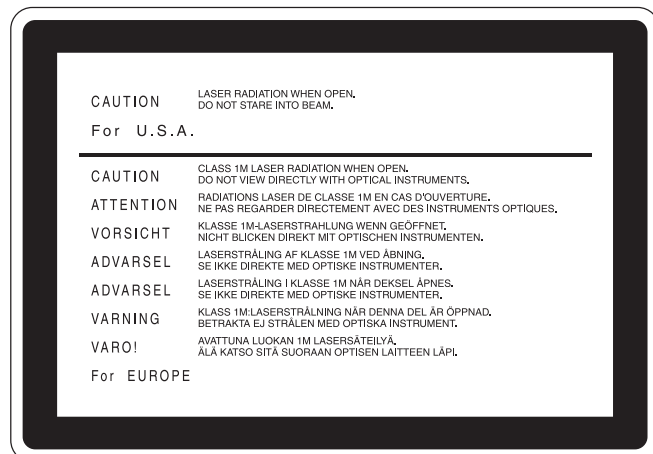 CAUTION LASER RADIATION WHEN OPEN.
DO NOT STARE INTO BEAM.
For U.S.A.
CAUTION CLASS 1M LASER RADIATION WHEN OPEN.
DO NOT VIEW DIRECTLY WITH OPTICAL INSTRUMENTS.
ATTENTION RADIATIONS LASER DE CLASSE 1M EN CAS D'OUVERTURE.
NE PAS REGARDER DIRECTEMENT AVEC DES INSTRUMENTS OPTIQUES.
VORSICHT KLASSE 1M-LASERSTRAHLUNG WENN GEÖFFNET.
NICHT BLICKEN DIREKT MIT OPTISCHEN INSTRUMENTEN.
ADVARSEL LASERSTRÅLING AF KLASSE 1M VED ÅBNING.
SE IKKE DIREKTE MED OPTISKE INSTRUMENTER.
ADVARSEL LASERSTRÅLING I KLASSE 1M NÅR DEKSEL ÅPNES.
SE IKKE DIREKTE MED OPTISKE INSTRUMENTER.
VARNING KLASS 1M:LASERSTRÅLNING NÄR DENNA DEL ÄR ÖPPNAD.
BETRAKTA EJ STRÅLEN MED OPTISKA INSTRUMENT.
VARO! AVATTUNA LUOKAN 1M LASERSÄTEILYÄ.
ÄLÄ KATSO SITÄ SUORAAN OPTISEN LAITTEEN LÄPI.
For EUROPE